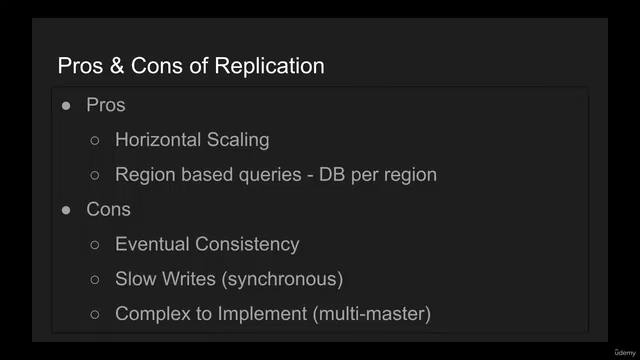 Pros & Cons of Replication
● Pros
○ Horizontal Scaling
○ Region based queries - DB per region
● Cons
○ Eventual Consistency
○ Slow Writes (synchronous)
○ Complex to Implement (multi-master)
udemy